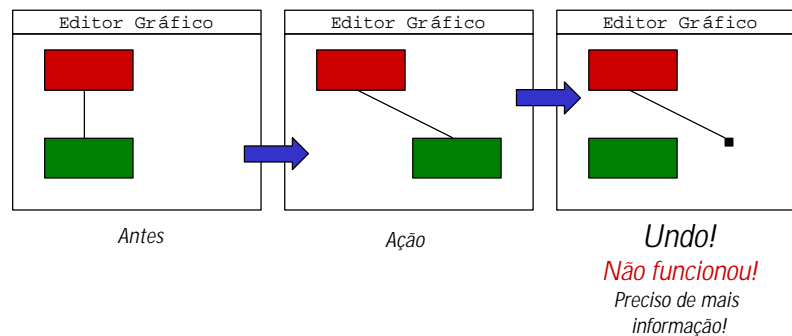 Editor Gráfico
Editor Gráfico
Editor Gráfico
Antes
Ação
Undo!
Não funcionou!
Preciso de mais
informação!